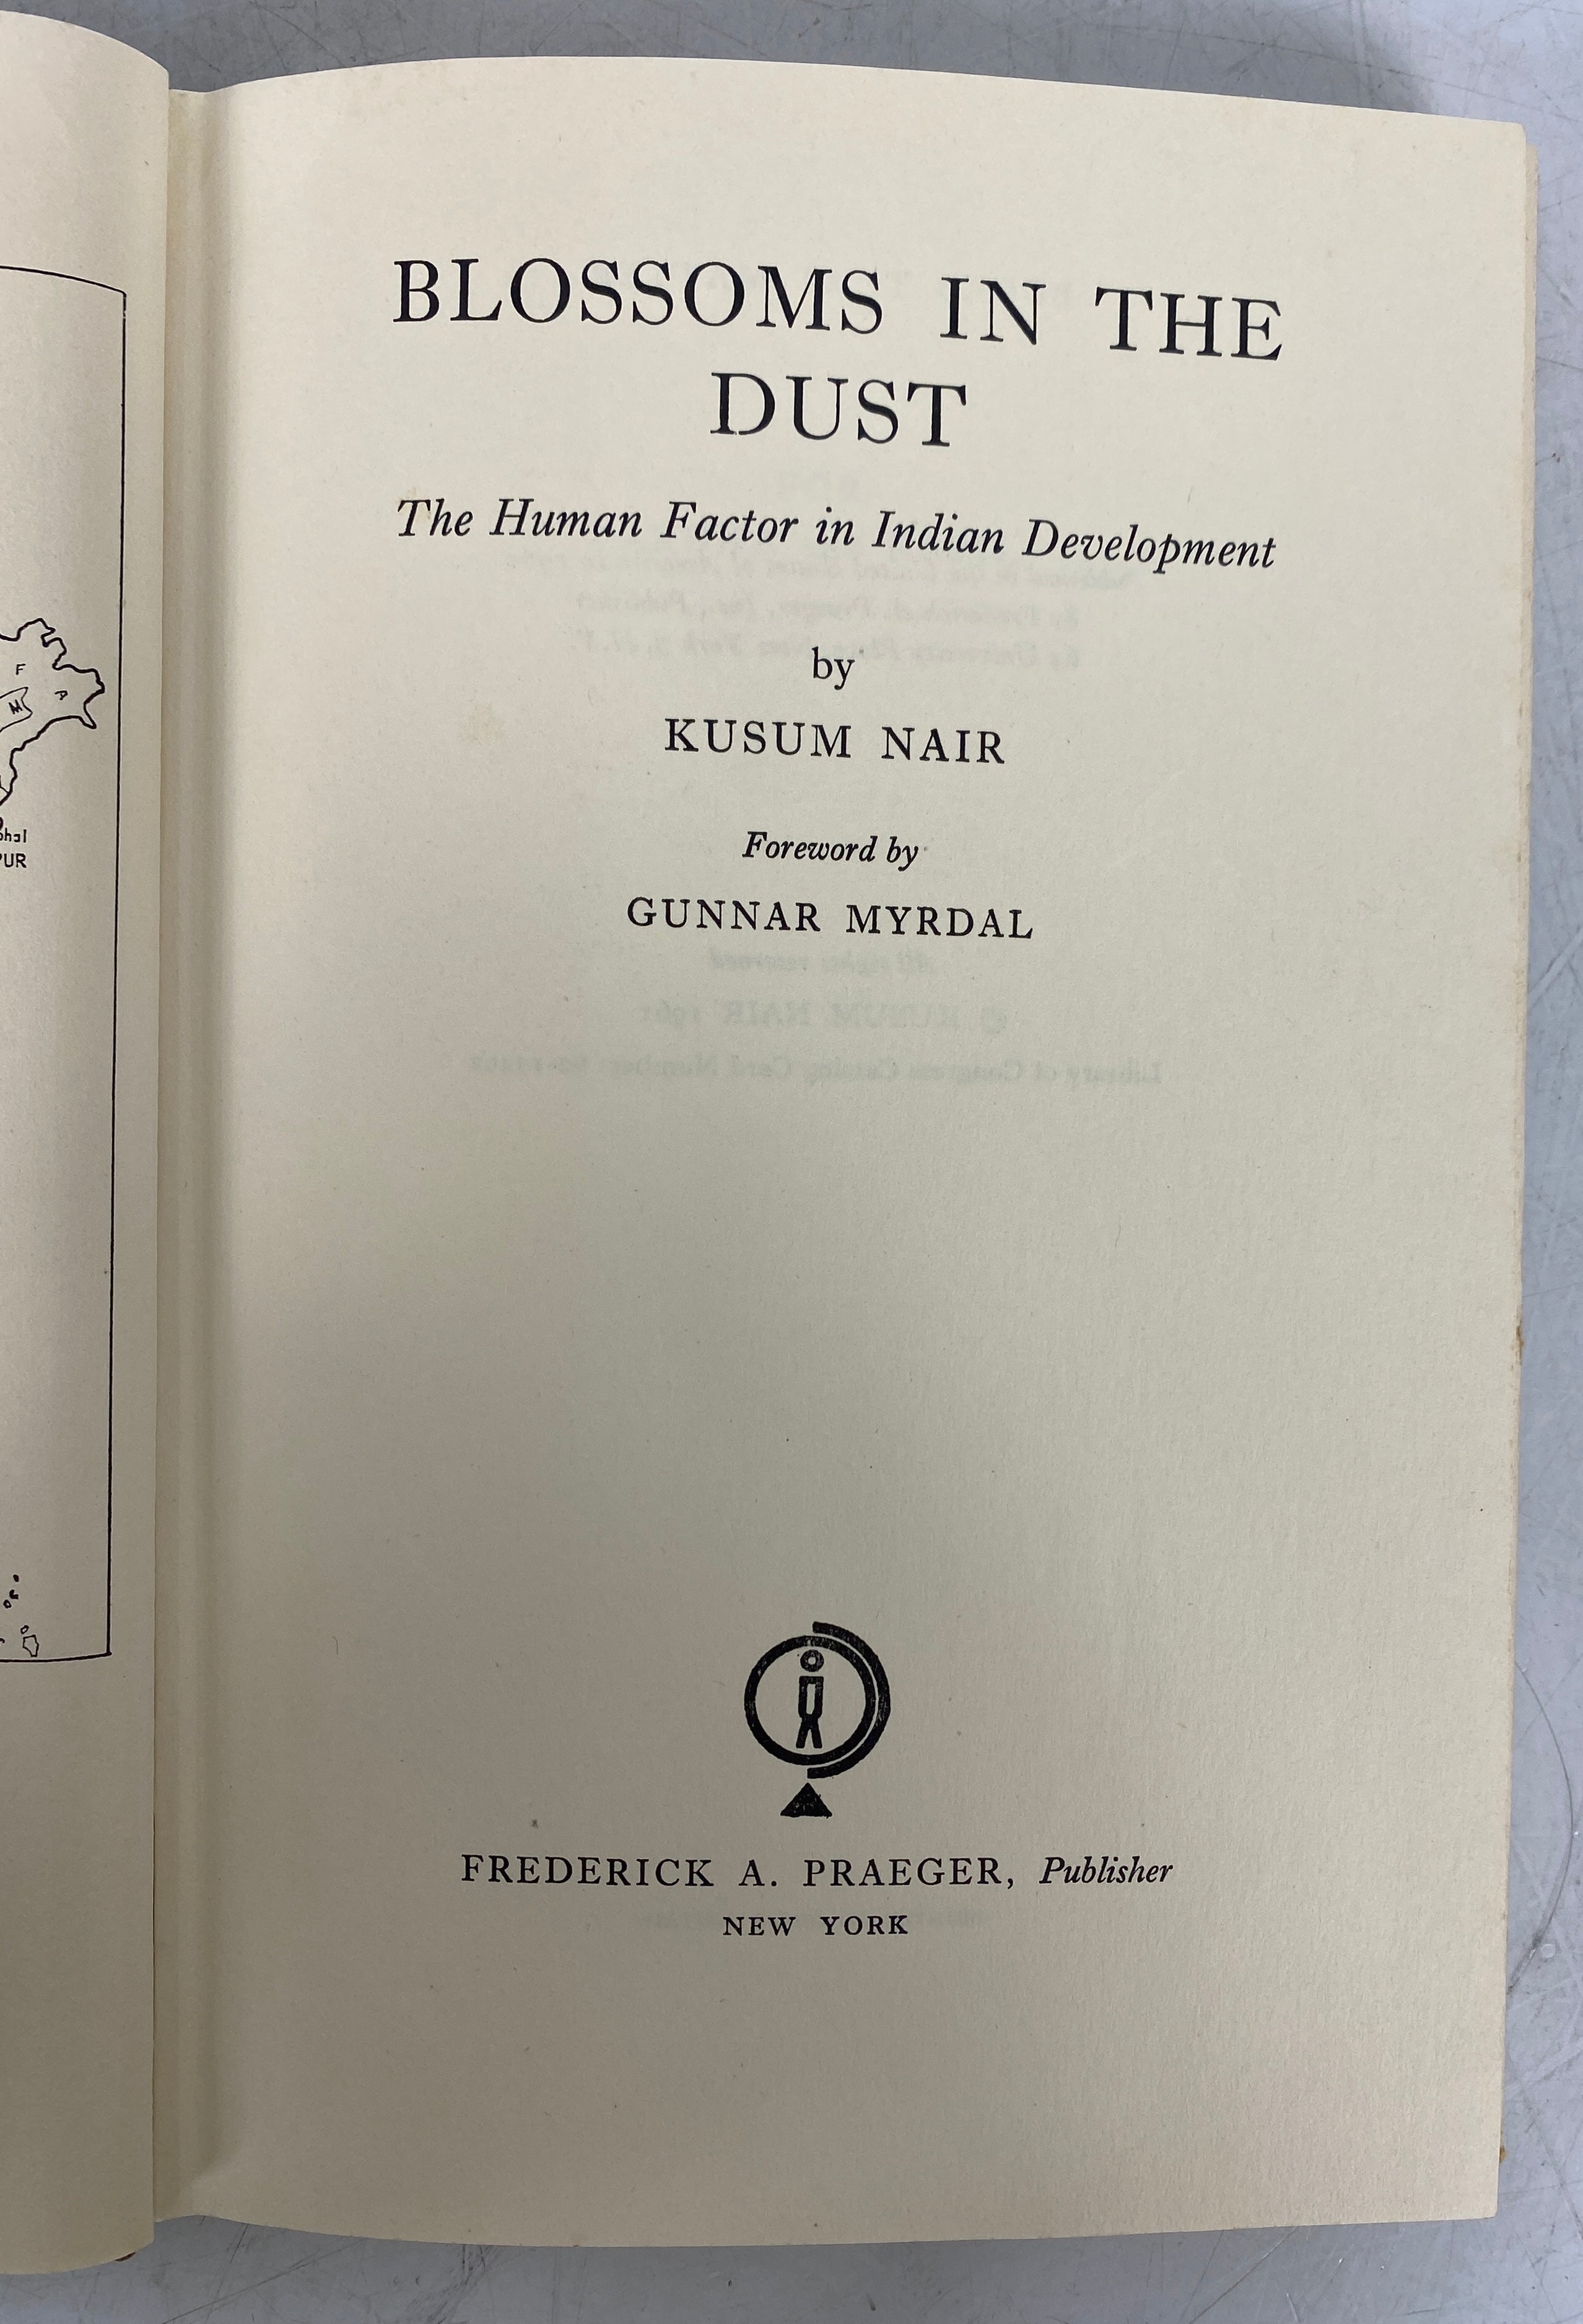 BLOSSOMS IN THE
DUST
The Human Factor in Indian Development
by
KUSUM NAIR
Foreword by
GUNNAR MYRDAL
FREDERICK A. PRAEGER, Publisher
NEW YORK
F
M